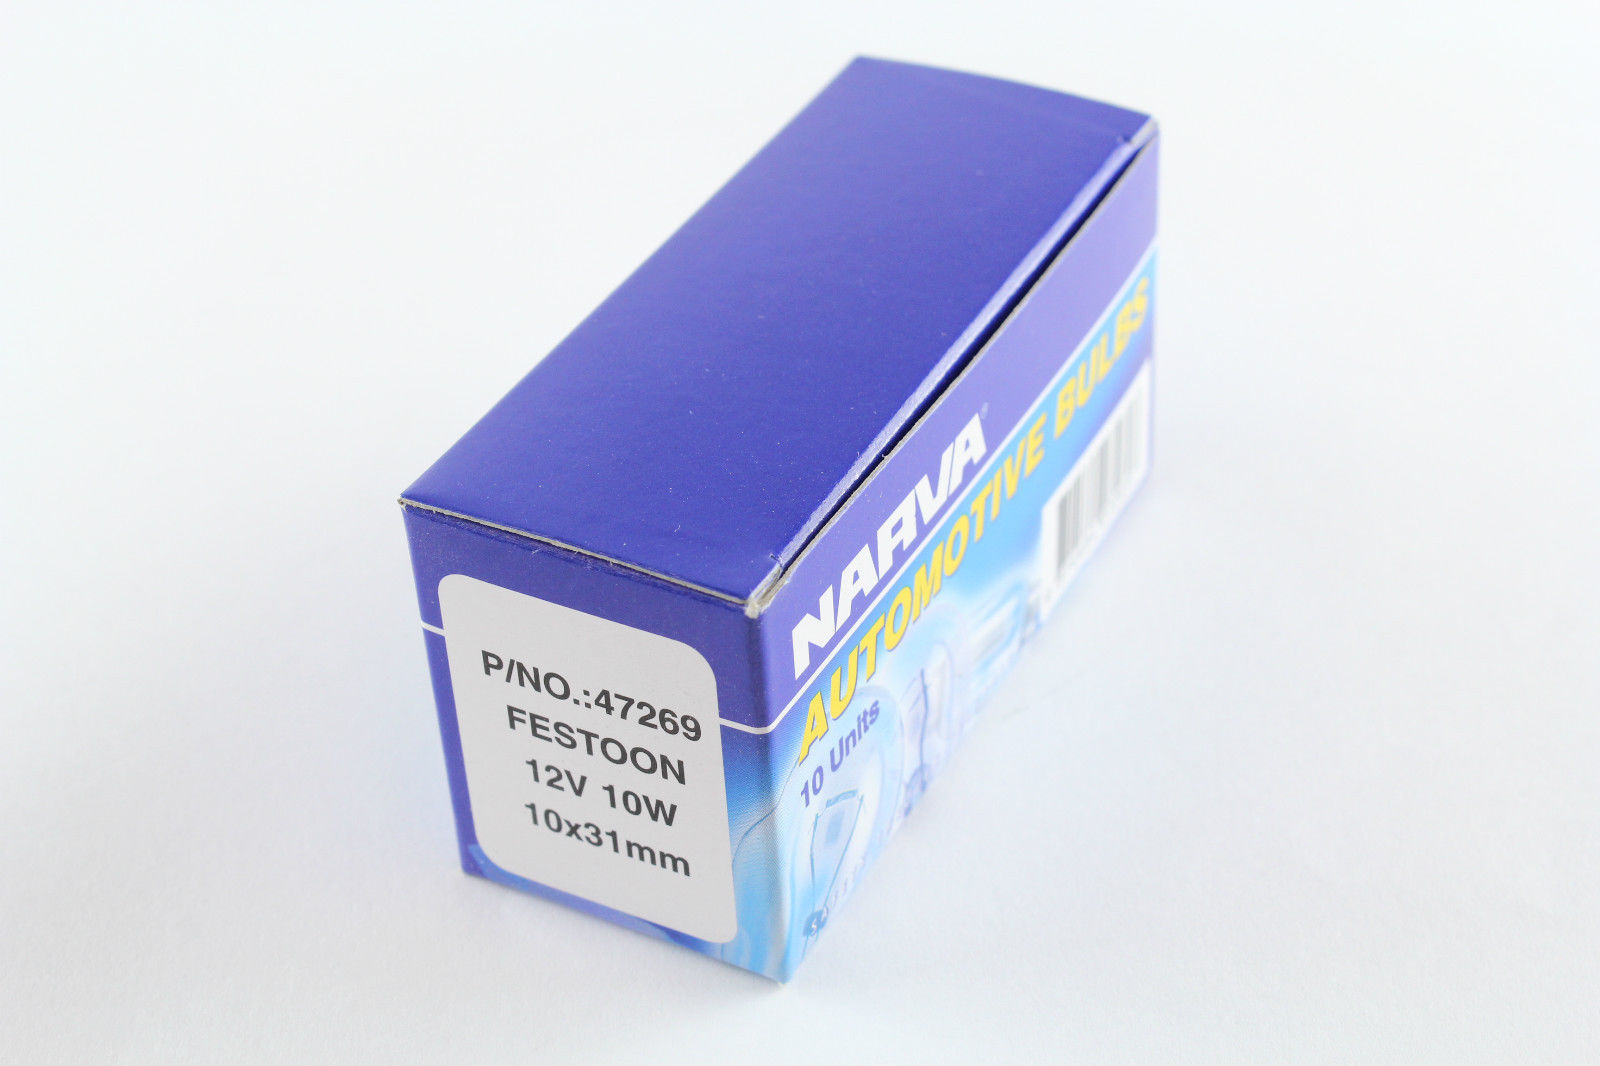 P/NO.:47269
FESTOON
12V 10W
10x31mm
NARVA®
AUTOMOTIVE BULBS
10 Units